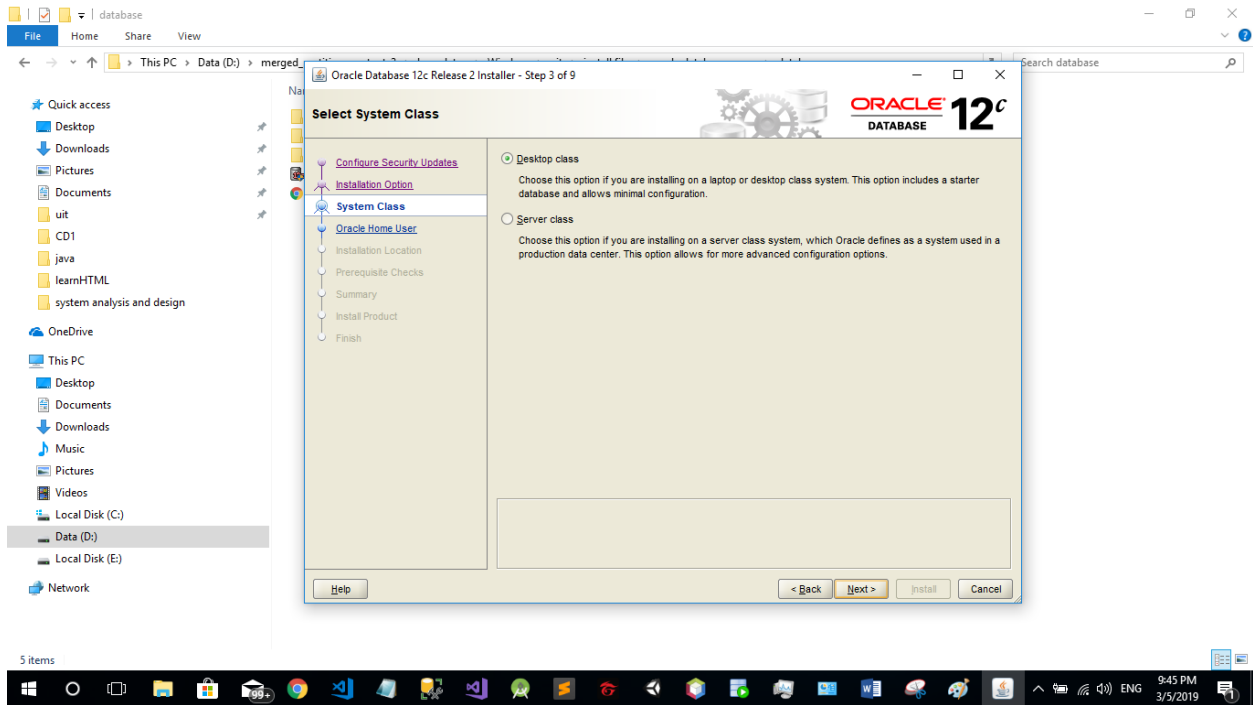 database
File Home Share View
This PC > Data (D:) > merged_
Search database
Quick access
Desktop
Downloads
Pictures
Documents
uit
CD1
java
learnHTML
system analysis and design
OneDrive
This PC
Desktop
Documents
Downloads
Music
Pictures
Videos
Local Disk (C:)
Data (D:)
Local Disk (E:)
Network
5 items
Oracle Database 12c Release 2 Installer - Step 3 of 9
Select System Class
ORACLE 12c
DATABASE
Configure Security Updates
Installation Option
System Class
Oracle Home User
Installation Location
Prerequisite Checks
Summary
Install Product
Finish
Desktop class
Choose this option if you are installing on a laptop or desktop class system. This option includes a starter
database and allows minimal configuration.
Server class
Choose this option if you are installing on a server class system, which Oracle defines as a system used in a
production data center. This option allows for more advanced configuration options.
Help
< Back Next > Install Cancel
99+
ENG
9:45 PM
3/5/2019
1